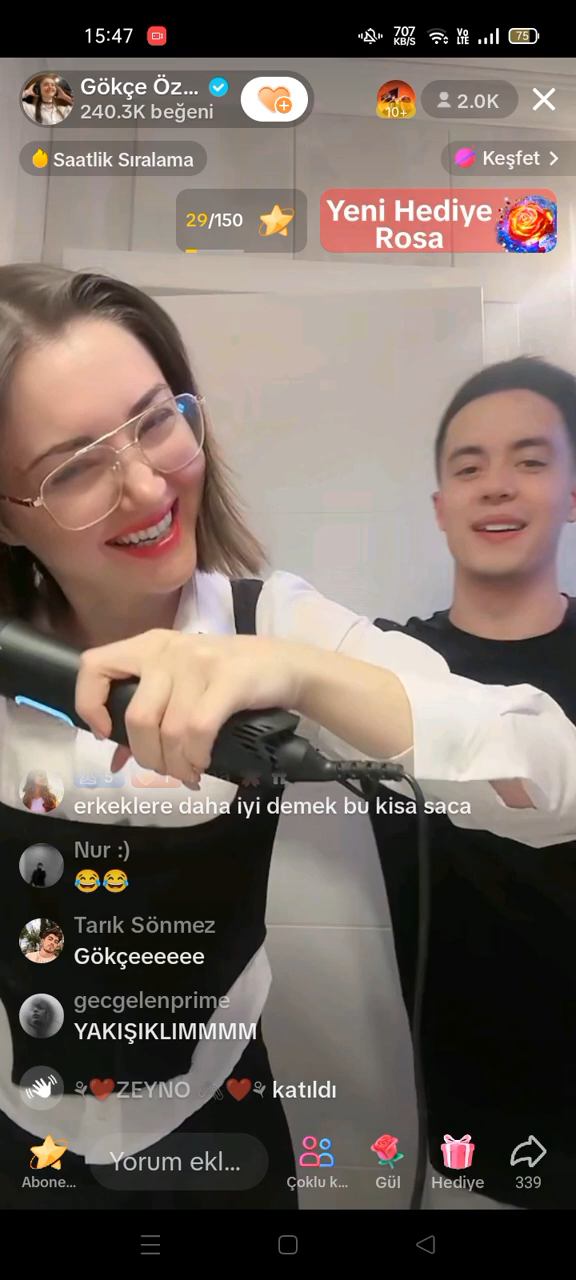 15:47
707
KB/S
Vo
LTE
75
Gökçe Öz...
240.3K beğeni
10+
2.0K
Saatlik Sıralama
Keşfet
29/150
Yeni Hediye
Rosa
erkeklere daha iyi demek bu kisa saca
Nur :)
😂😂
Tarık Sönmez
Gökçeeeeee
gecgelenprime
YAKIŞIKLIMMMM
ZEYNO katıldı
Yorum ekl...
Abone...
Çoklu k...
Gül
Hediye
339